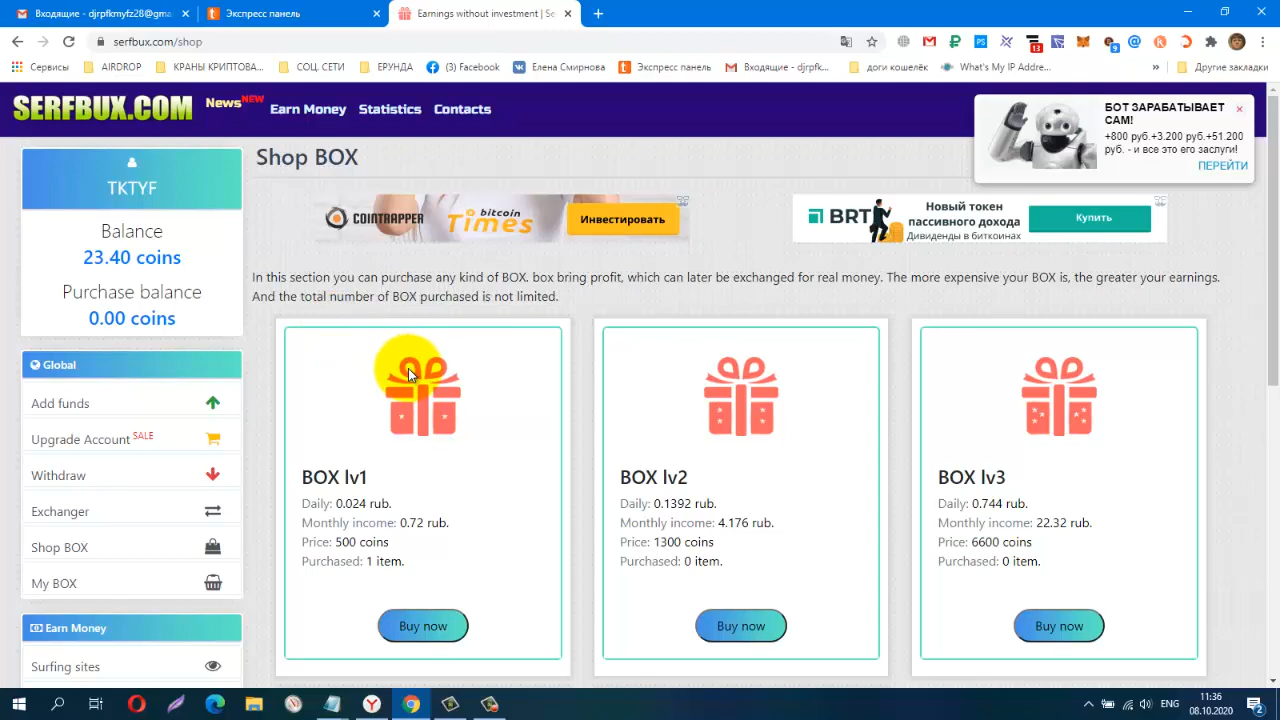 Входящие - djrpfkmyfz28@gma
Экспресс панель
Earnings without investment | Se
serfbux.com/shop
13
9
Сервисы
AIRDROP
КРАНЫ КРИПТОВА...
СОЦ. СЕТИ
ЕРУНДА
(3) Facebook
Елена Смирнова
Экспресс панель
Входящие - djrpfk...
доги кошелёк
What's My IP Addre...
»
Другие закладки
SERFBUX.COM
News NEW
Earn Money
Statistics
Contacts
БОТ ЗАРАБАТЫВАЕТ
САМ!
+800 руб.+3.200 руб.+51.200
руб. - и все это его заслуги!
ПЕРЕЙТИ
TKTYF
Balance
23.40 coins
Purchase balance
0.00 coins
Global
Add funds
Upgrade Account SALE
Withdraw
Exchanger
Shop BOX
My BOX
Earn Money
Surfing sites
Shop BOX
COINTRAPPER
bitcoin
Times
Инвестировать
BRT
Новый токен
пассивного дохода
Дивиденды в биткоинах
Купить
In this section you can purchase any kind of BOX. box bring profit, which can later be exchanged for real money. The more expensive your BOX is, the greater your earnings.
And the total number of BOX purchased is not limited.
BOX lv1
Daily: 0.024 rub.
Monthly income: 0.72 rub.
Price: 500 coins
Purchased: 1 item.
Buy now
BOX lv2
Daily: 0.1392 rub.
Monthly income: 4.176 rub.
Price: 1300 coins
Purchased: 0 item.
Buy now
BOX lv3
Daily: 0.744 rub.
Monthly income: 22.32 rub.
Price: 6600 coins
Purchased: 0 item.
Buy now
ENG
11:36
08.10.2020
2